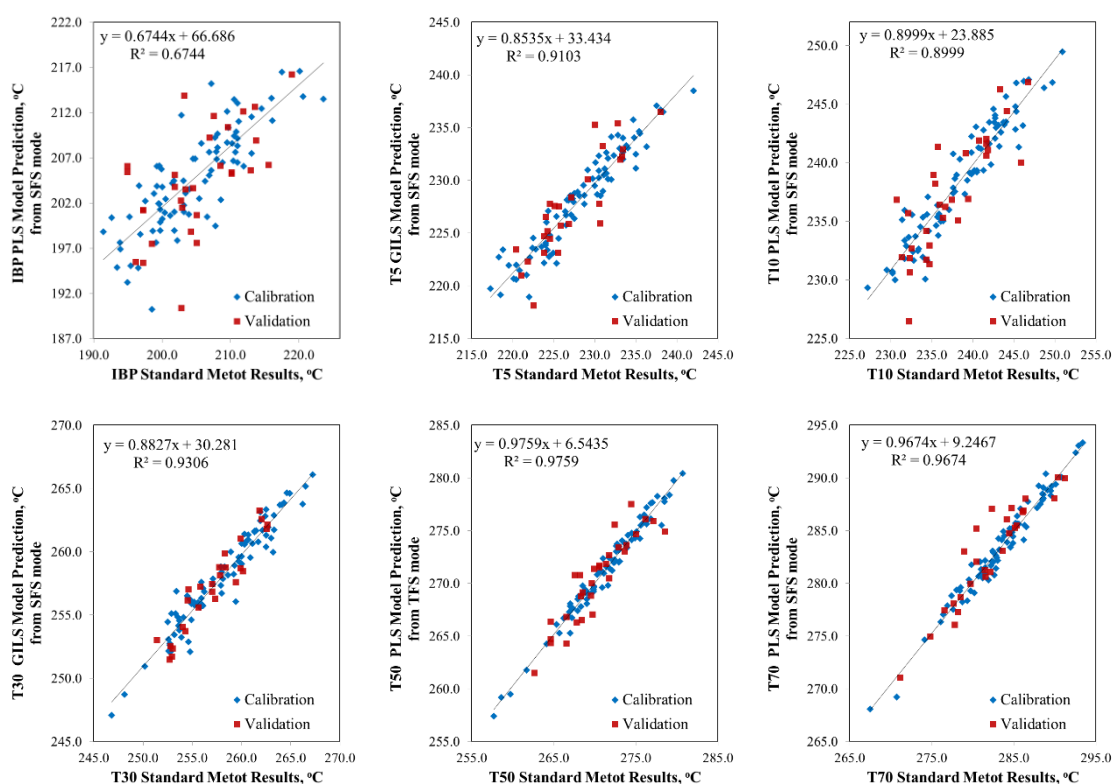 IBP PLS Model Prediction, °C
from SFS mode
222.0
217.0
212.0
207.0
202.0
197.0
192.0
187.0
y = 0.6744x + 66.686
R² = 0.6744
Calibration
Validation
191.3 200.0 210.0 220.0
IBP Standard Metot Results, °C
T5 GILS Model Prediction, °C
from SFS mode
245.0
240.0
235.0
230.0
225.0
220.0
215.0
y = 0.8535x + 33.434
R² = 0.9103
Calibration
Validation
215.0 220.0 225.0 230.0 235.0 240.0 245.0
T5 Standard Metot Results, °C
T10 PLS Model Prediction, °C
from SFS mode
250.0
245.0
240.0
235.0
230.0
225.0
y = 0.8999x + 23.885
R² = 0.8999
Calibration
Validation
225.0 230.0 235.0 240.0 245.0 250.0 255.0
T10 Standard Metot Results, °C
T30 GILS Model Prediction, °C
from SFS mode
270.0
265.0
260.0
255.0
250.0
245.0
y = 0.8827x + 30.281
R² = 0.9306
Calibration
Validation
245.0 250.0 255.0 260.0 265.0 270.0
T30 Standard Metot Results, °C
T50 PLS Model Prediction, °C
from TFS mode
285.0
280.0
275.0
270.0
265.0
260.0
255.0
y = 0.9759x + 6.5435
R² = 0.9759
Calibration
Validation
255.0 265.0 275.0 285.0
T50 Standard Metot Results, °C
T70 PLS Model Prediction, °C
from SFS mode
295.0
290.0
285.0
280.0
275.0
270.0
265.0
y = 0.9674x + 9.2467
R² = 0.9674
Calibration
Validation
265.0 275.0 285.0 295.0
T70 Standard Metot Results, °C